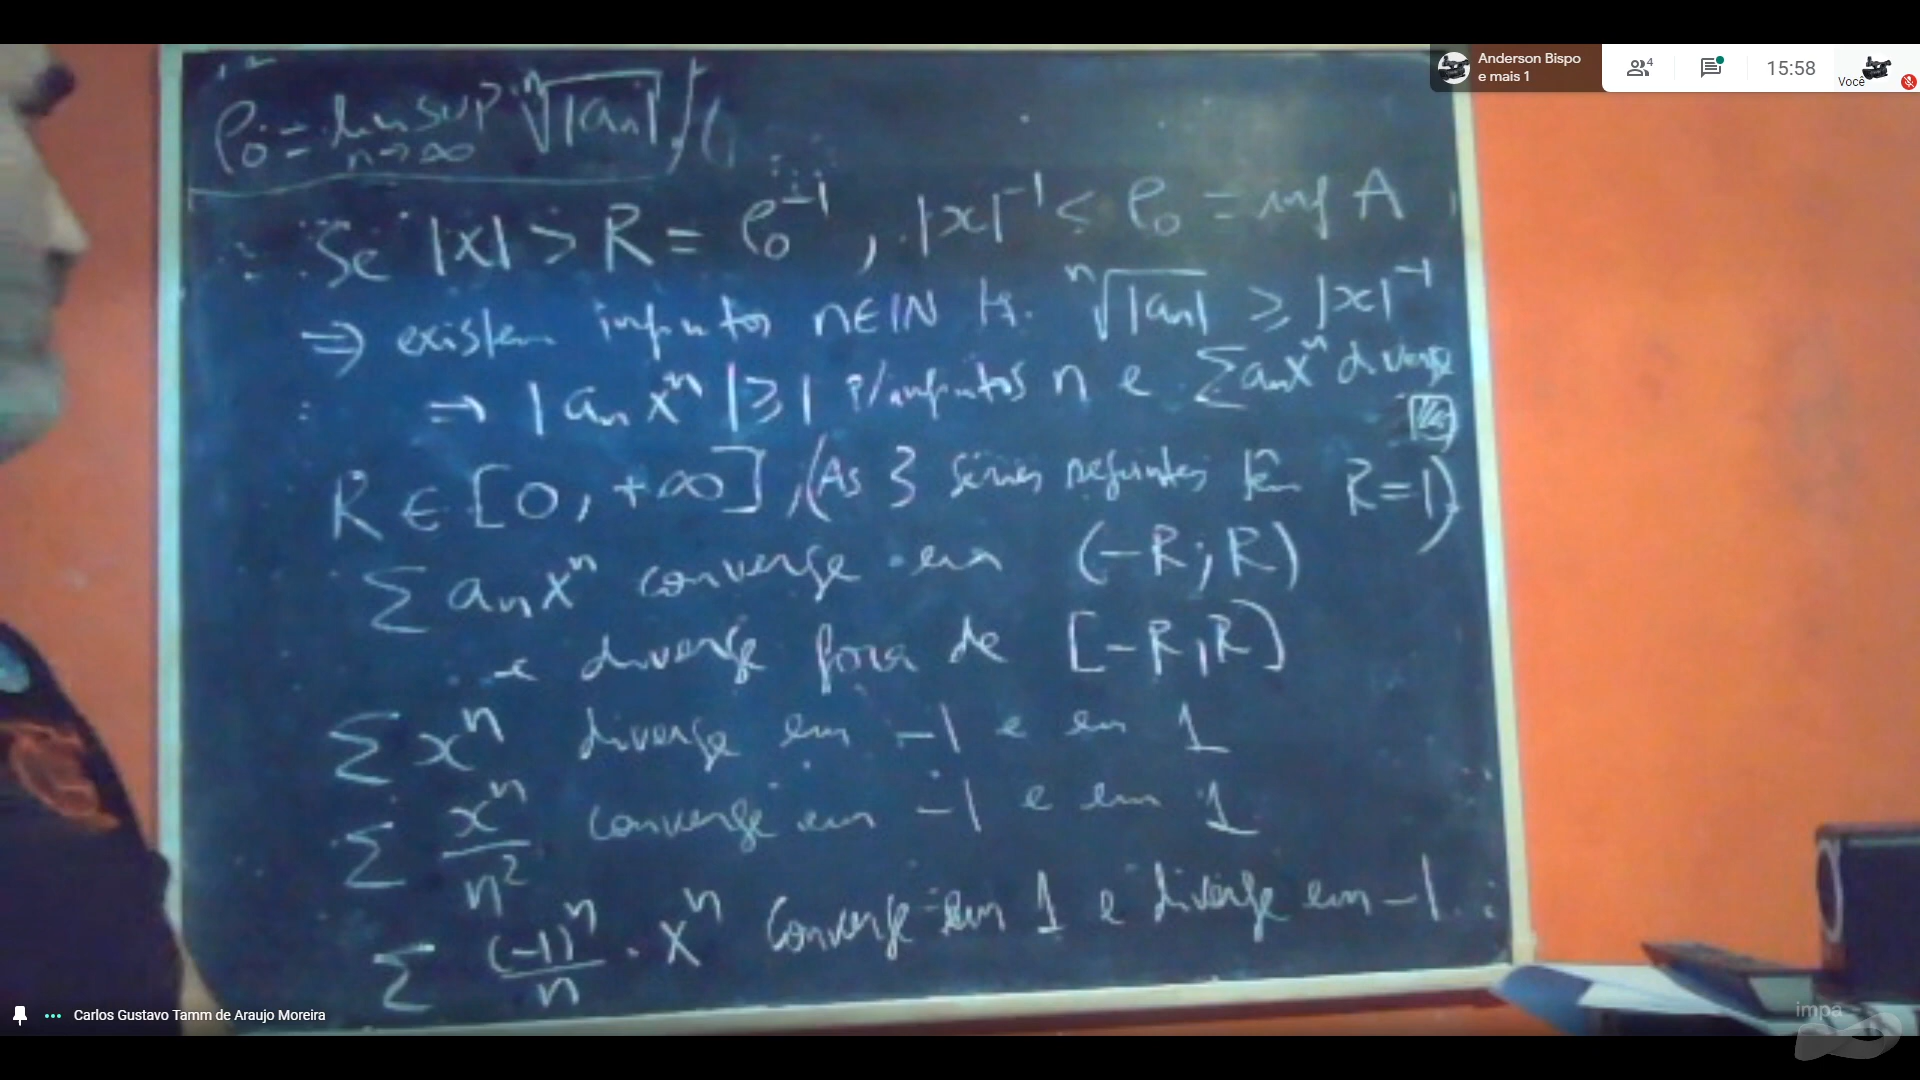 Anderson Bispo
e mais 1
4
15:58
Você
ρ₀ = lim sup n→∞ ⁿ√|aₙ|
Se |x| > R = ρ₀⁻¹, |x|⁻¹ < ρ₀ = inf A
⇒ existem infinitos n∈ℕ t.q. ⁿ√|aₙ| ≥ |x|⁻¹
⇒ |aₙ xⁿ| ≥ 1 p/ infinitos n e Σ aₙxⁿ diverge
R ∈ [0, +∞], (As 3 séries seguintes têm R=1)
Σ aₙxⁿ converge em (-R, R)
e diverge fora de [-R, R]
Σ xⁿ diverge em -1 e em 1
Σ xⁿ/n² converge em -1 e em 1
Σ (-1)ⁿ/n · xⁿ converge em 1 e diverge em -1
Carlos Gustavo Tamm de Araujo Moreira
impa